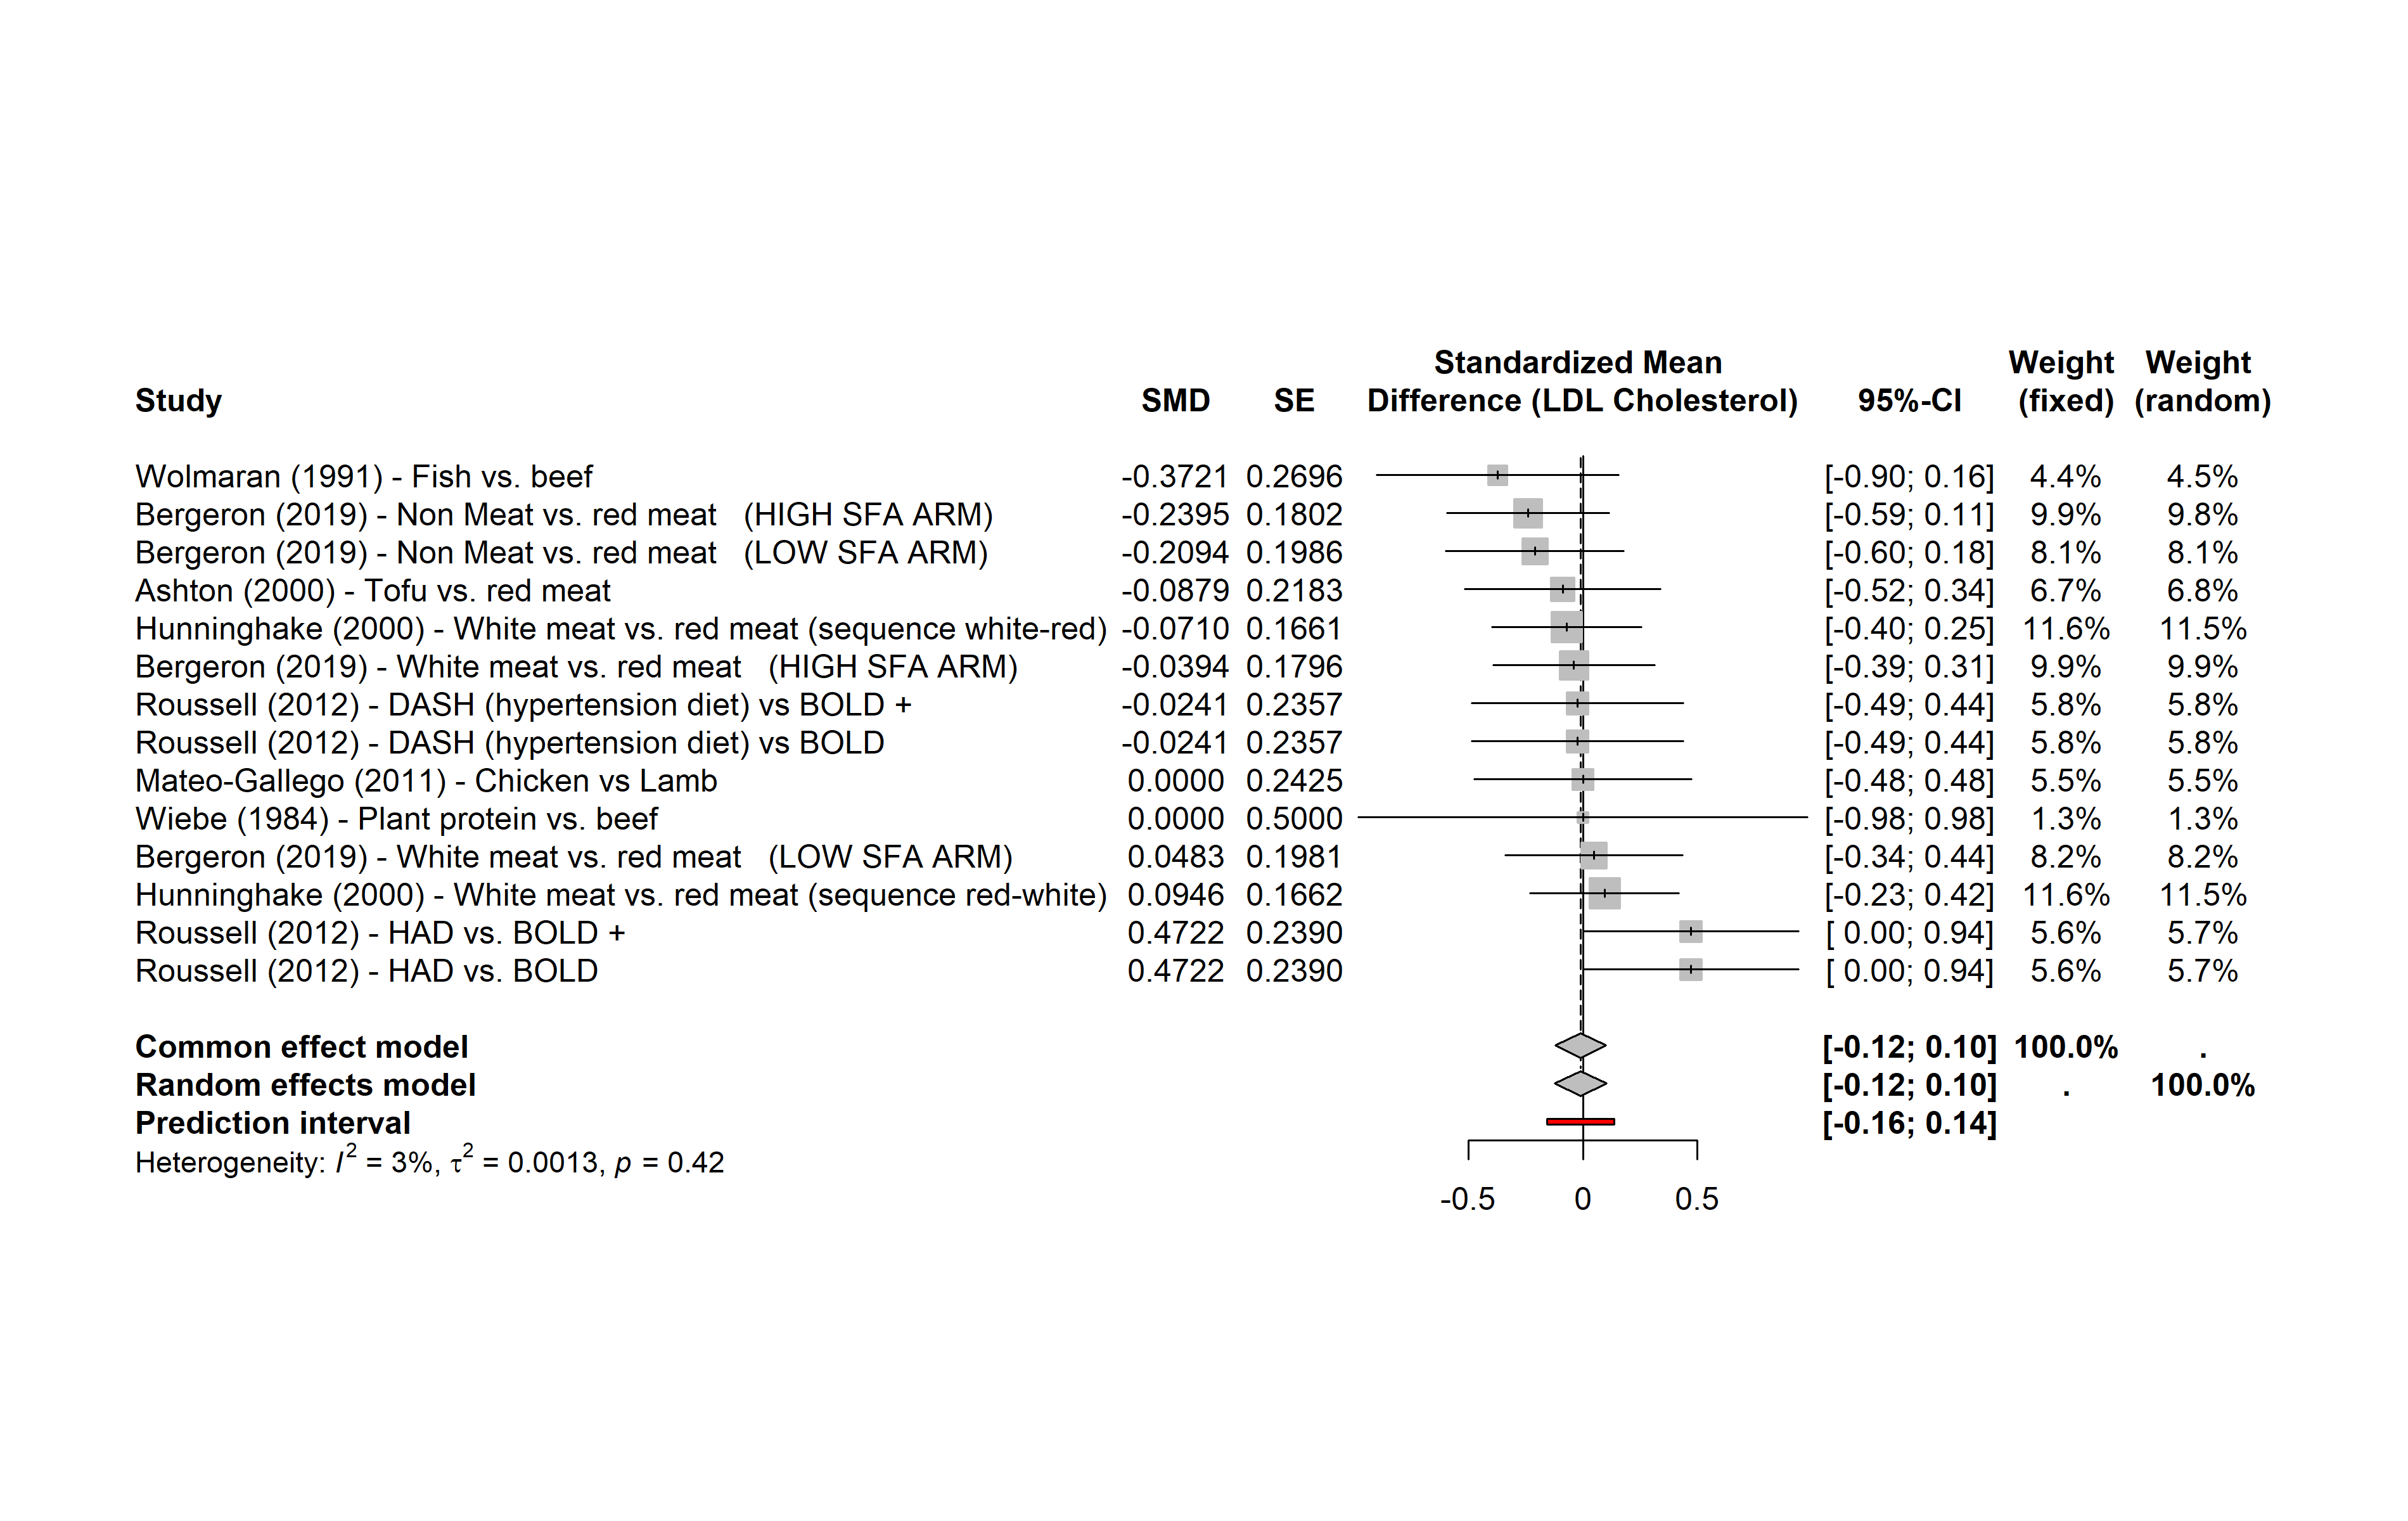 Standardized Mean Weight Weight
Study SMD SE Difference (LDL Cholesterol) 95%-CI (fixed) (random)
Wolmaran (1991) - Fish vs. beef -0.3721 0.2696 [-0.90; 0.16] 4.4% 4.5%
Bergeron (2019) - Non Meat vs. red meat (HIGH SFA ARM) -0.2395 0.1802 [-0.59; 0.11] 9.9% 9.8%
Bergeron (2019) - Non Meat vs. red meat (LOW SFA ARM) -0.2094 0.1986 [-0.60; 0.18] 8.1% 8.1%
Ashton (2000) - Tofu vs. red meat -0.0879 0.2183 [-0.52; 0.34] 6.7% 6.8%
Hunninghake (2000) - White meat vs. red meat (sequence white-red) -0.0710 0.1661 [-0.40; 0.25] 11.6% 11.5%
Bergeron (2019) - White meat vs. red meat (HIGH SFA ARM) -0.0394 0.1796 [-0.39; 0.31] 9.9% 9.9%
Roussell (2012) - DASH (hypertension diet) vs BOLD + -0.0241 0.2357 [-0.49; 0.44] 5.8% 5.8%
Roussell (2012) - DASH (hypertension diet) vs BOLD -0.0241 0.2357 [-0.49; 0.44] 5.8% 5.8%
Mateo-Gallego (2011) - Chicken vs Lamb 0.0000 0.2425 [-0.48; 0.48] 5.5% 5.5%
Wiebe (1984) - Plant protein vs. beef 0.0000 0.5000 [-0.98; 0.98] 1.3% 1.3%
Bergeron (2019) - White meat vs. red meat (LOW SFA ARM) 0.0483 0.1981 [-0.34; 0.44] 8.2% 8.2%
Hunninghake (2000) - White meat vs. red meat (sequence red-white) 0.0946 0.1662 [-0.23; 0.42] 11.6% 11.5%
Roussell (2012) - HAD vs. BOLD + 0.4722 0.2390 [ 0.00; 0.94] 5.6% 5.7%
Roussell (2012) - HAD vs. BOLD 0.4722 0.2390 [ 0.00; 0.94] 5.6% 5.7%
Common effect model [-0.12; 0.10] 100.0% .
Random effects model [-0.12; 0.10] . 100.0%
Prediction interval [-0.16; 0.14]
Heterogeneity: I² = 3%, τ² = 0.0013, p = 0.42
-0.5 0 0.5